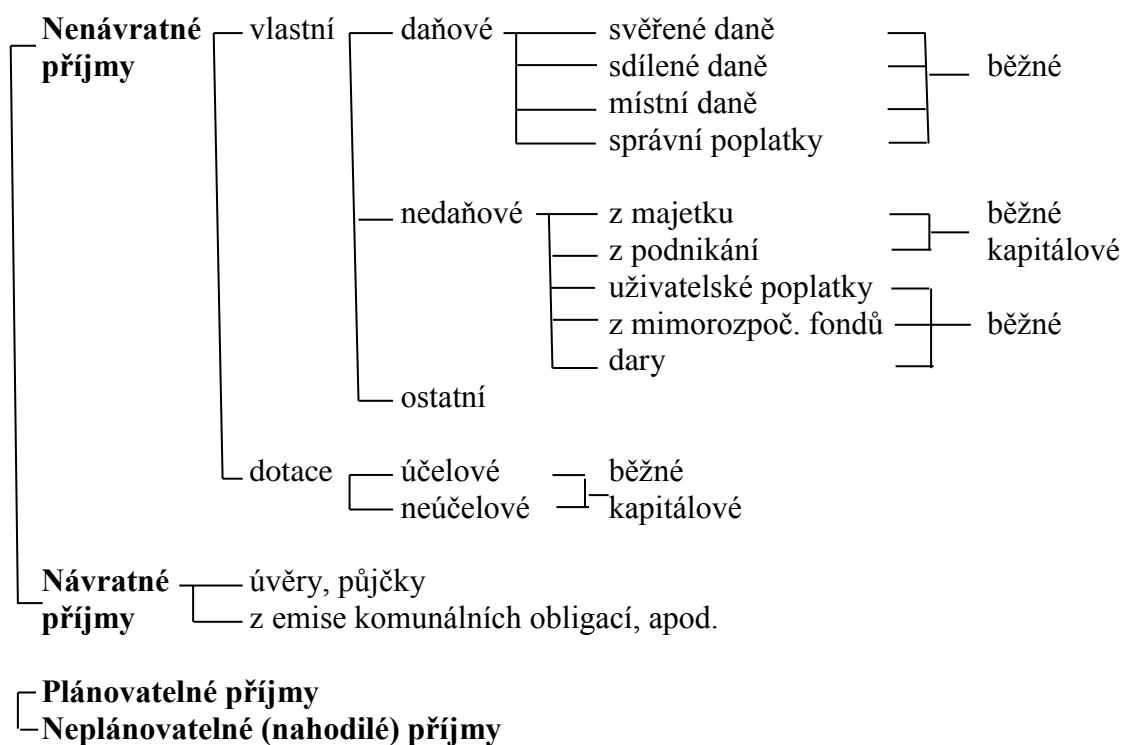 Nenávratné vlastní daňové svěřené daně
příjmy sdílené daně běžné
místní daně
správní poplatky
nedaňové z majetku běžné
z podnikání kapitálové
uživatelské poplatky
z mimorozpoč. fondů běžné
dary
ostatní
dotace účelové běžné
neúčelové kapitálové
Návratné úvěry, půjčky
příjmy z emise komunálních obligací, apod.
Plánovatelné příjmy
Neplánovatelné (nahodilé) příjmy